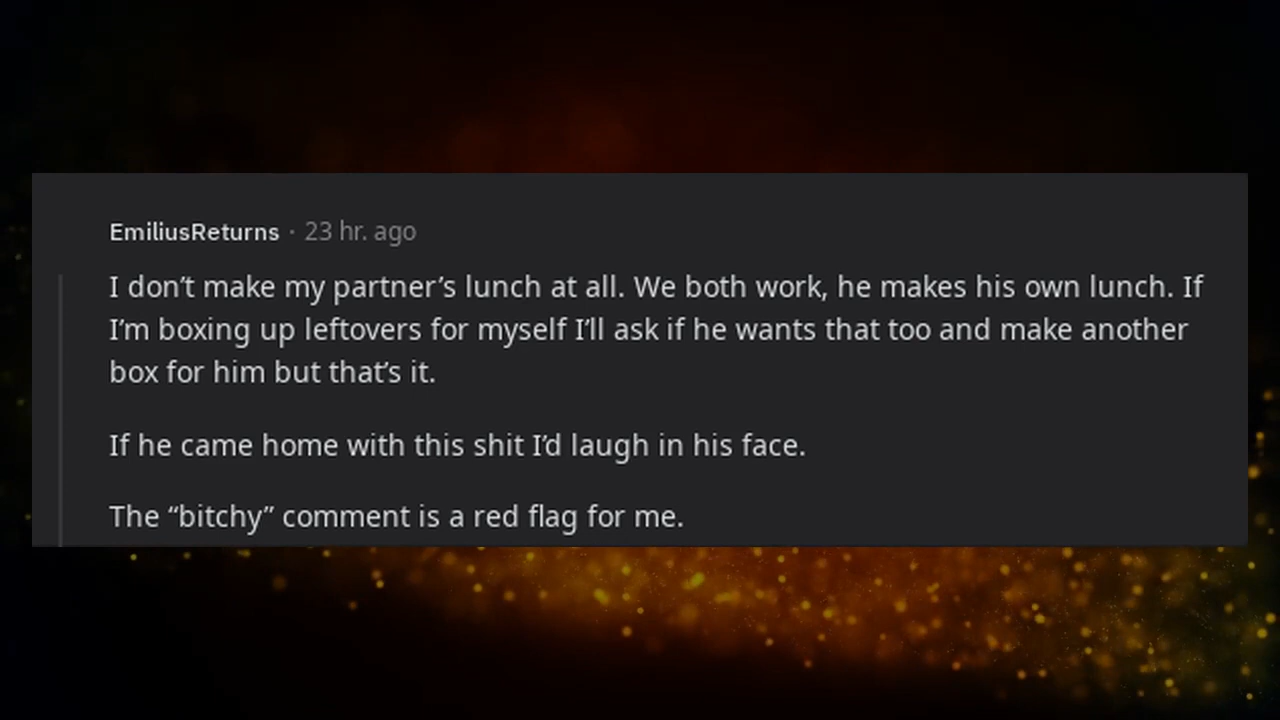 EmiliusReturns · 23 hr. ago
I don’t make my partner’s lunch at all. We both work, he makes his own lunch. If
I’m boxing up leftovers for myself I’ll ask if he wants that too and make another
box for him but that’s it.
If he came home with this shit I’d laugh in his face.
The “bitchy” comment is a red flag for me.